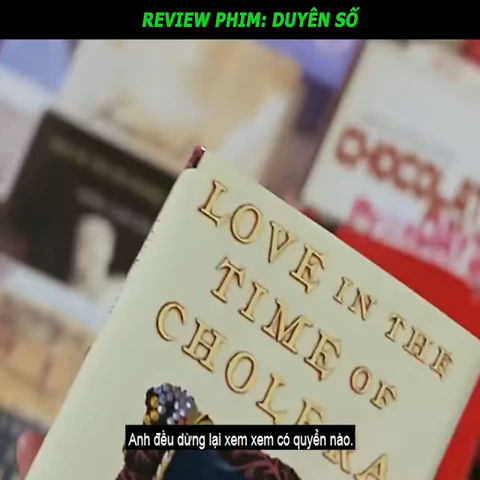 REVIEW PHIM: DUYÊN SỐ
CHOCOLAT
LOVE IN THE
TIME OF
CHOLERA
Anh đều dừng lại xem xem có quyển nào.